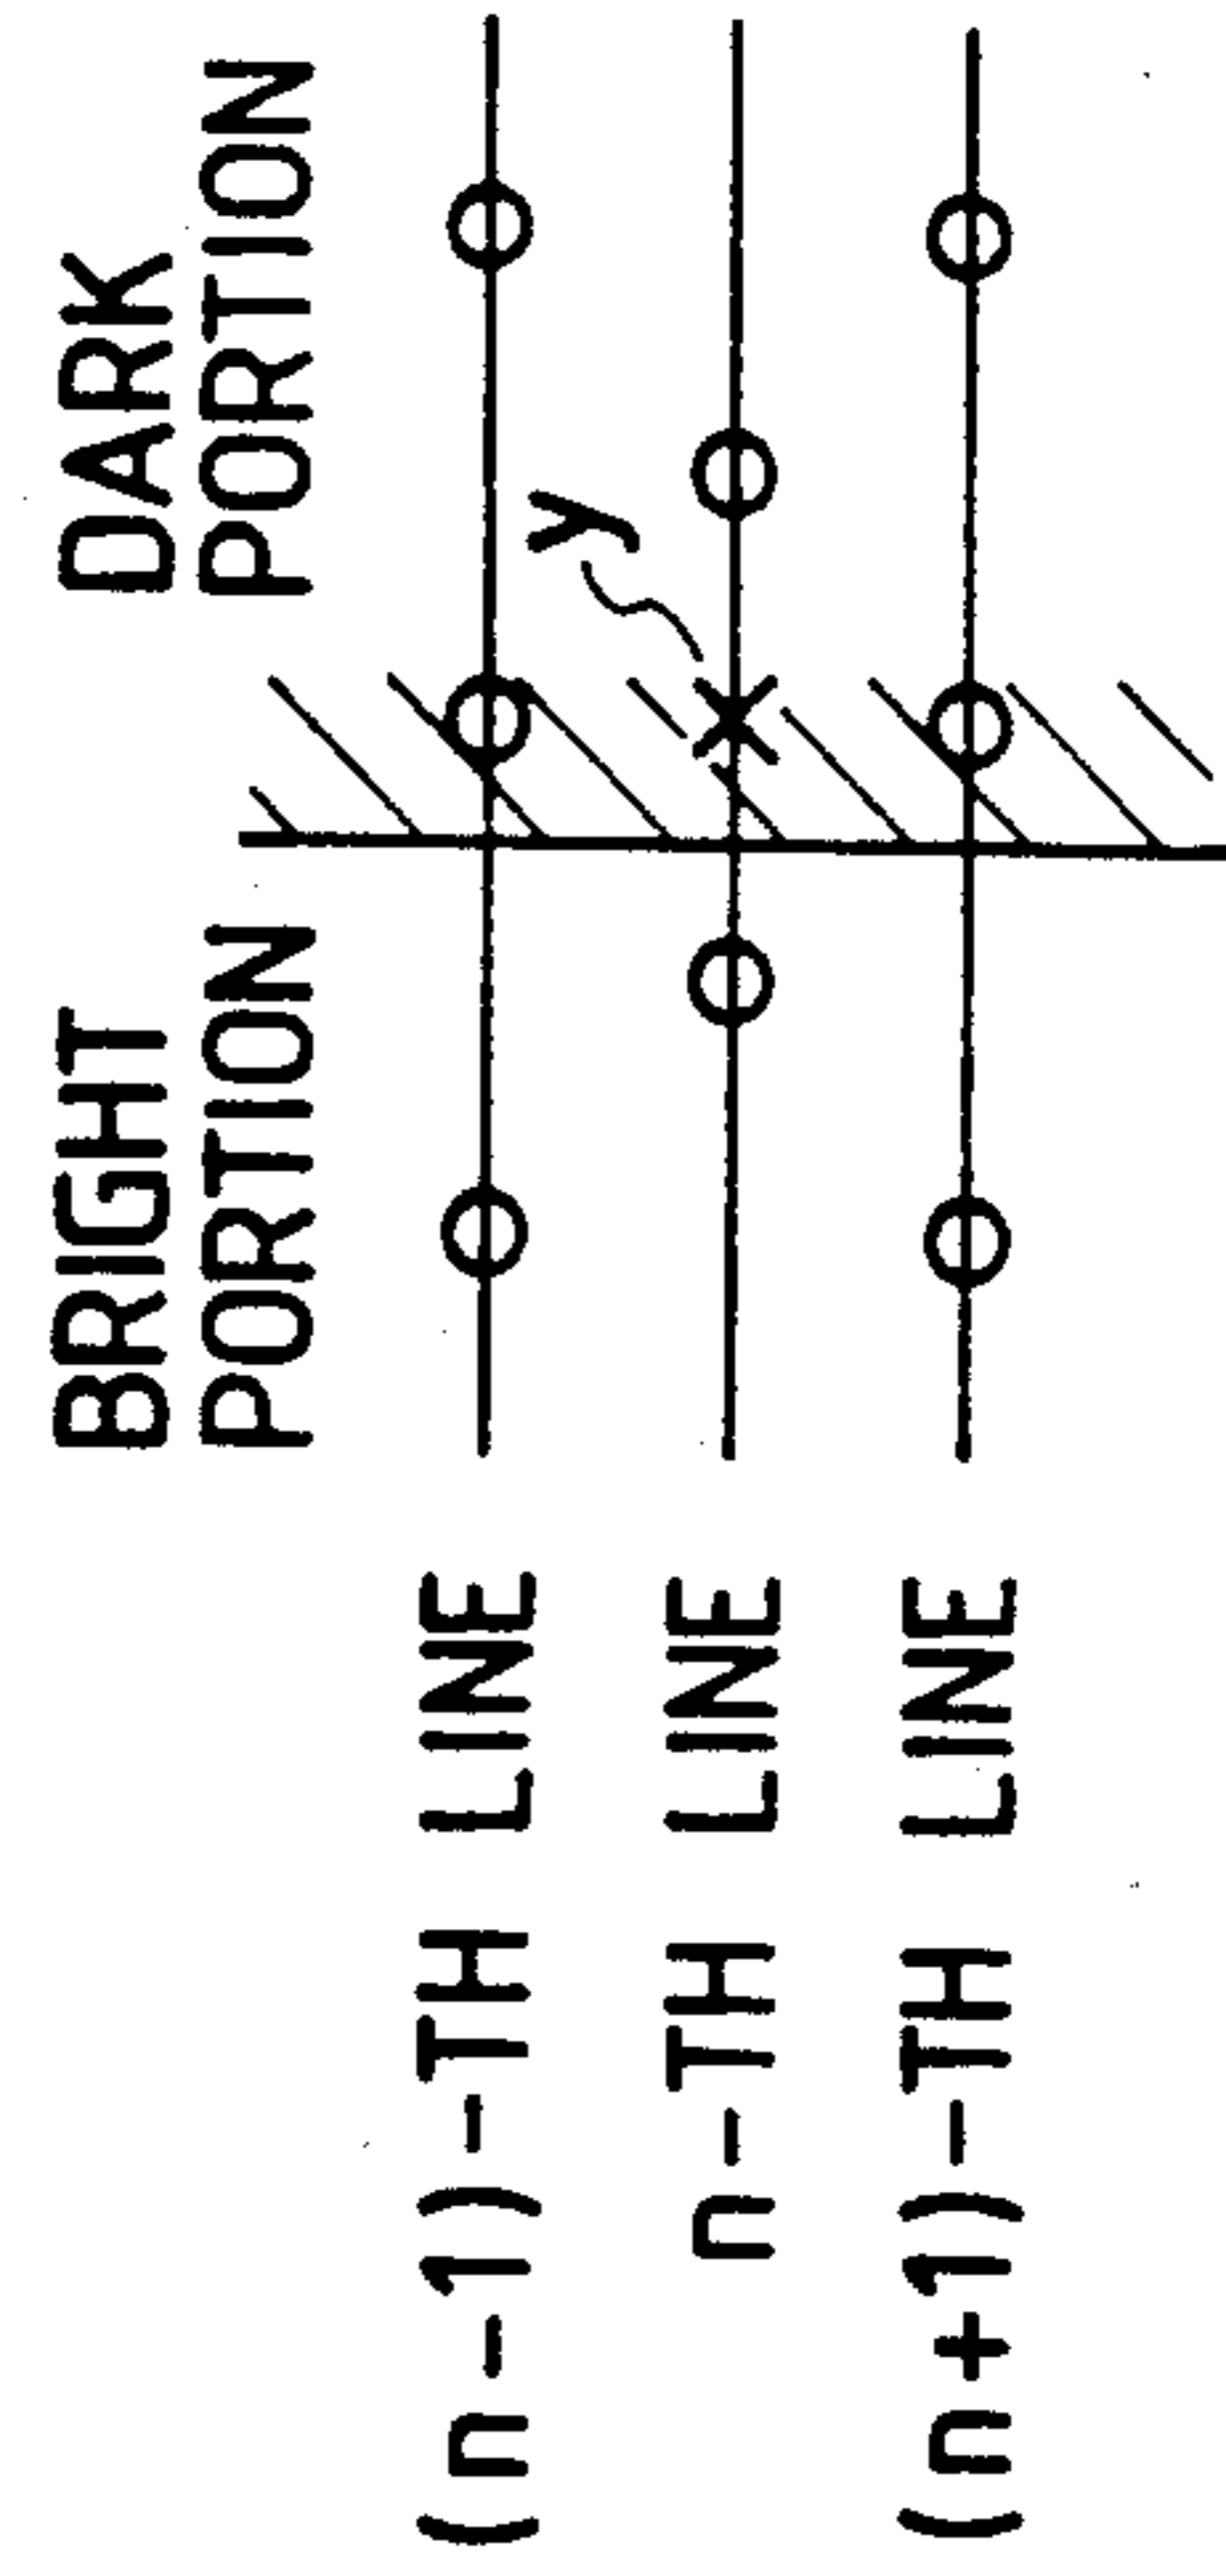 BRIGHT PORTION
DARK PORTION
(n-1)-TH LINE
y
n-TH LINE
(n+1)-TH LINE